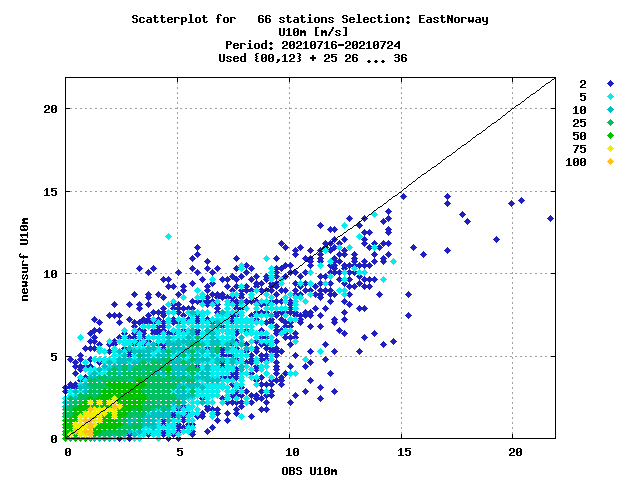 Scatterplot for   66 stations Selection: EastNorway
U10m [m/s]
Period: 20210716-20210724
Used {00,12} + 25 26 ... 36
2
5
10
25
50
75
100
20
15
10
5
0
newsurf U10m
0
5
10
15
20
OBS U10m